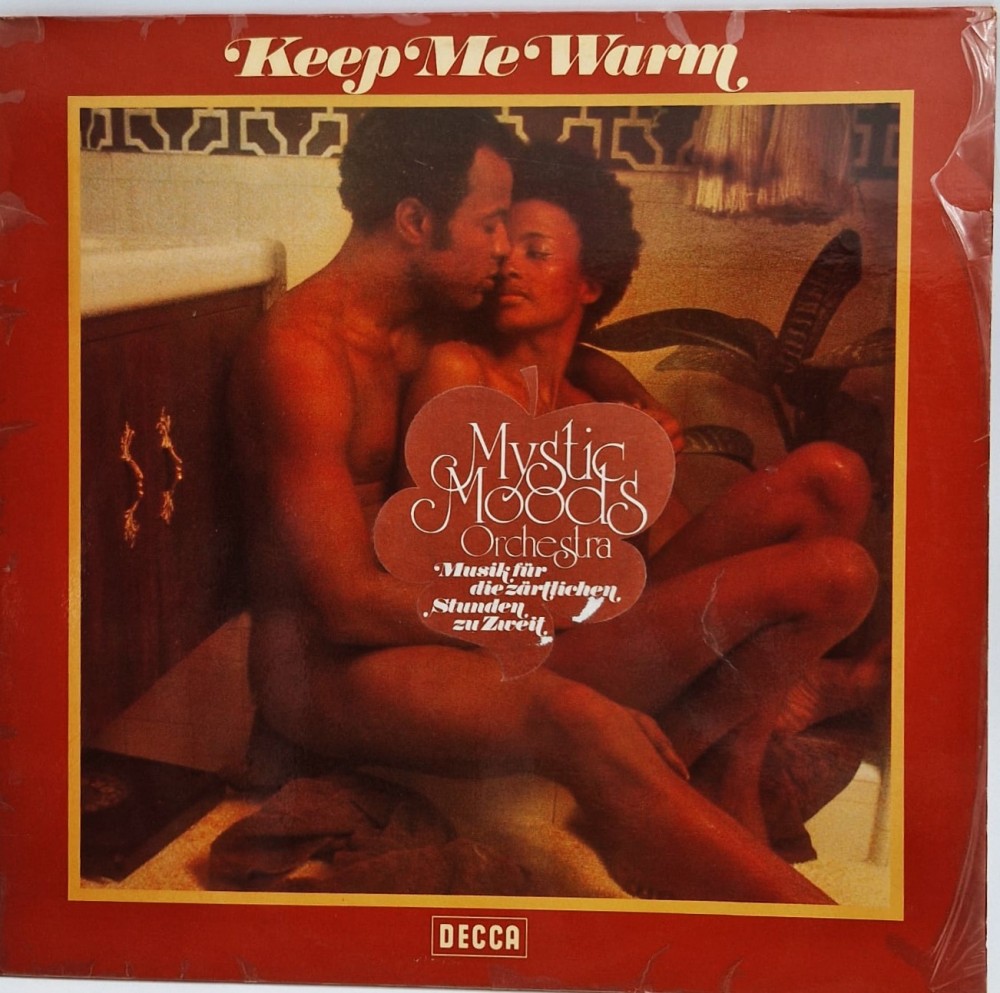 Keep Me Warm
Mystic
Moods
Orchestra
Musik für
die zärtlichen
Stunden
zu Zweit
DECCA